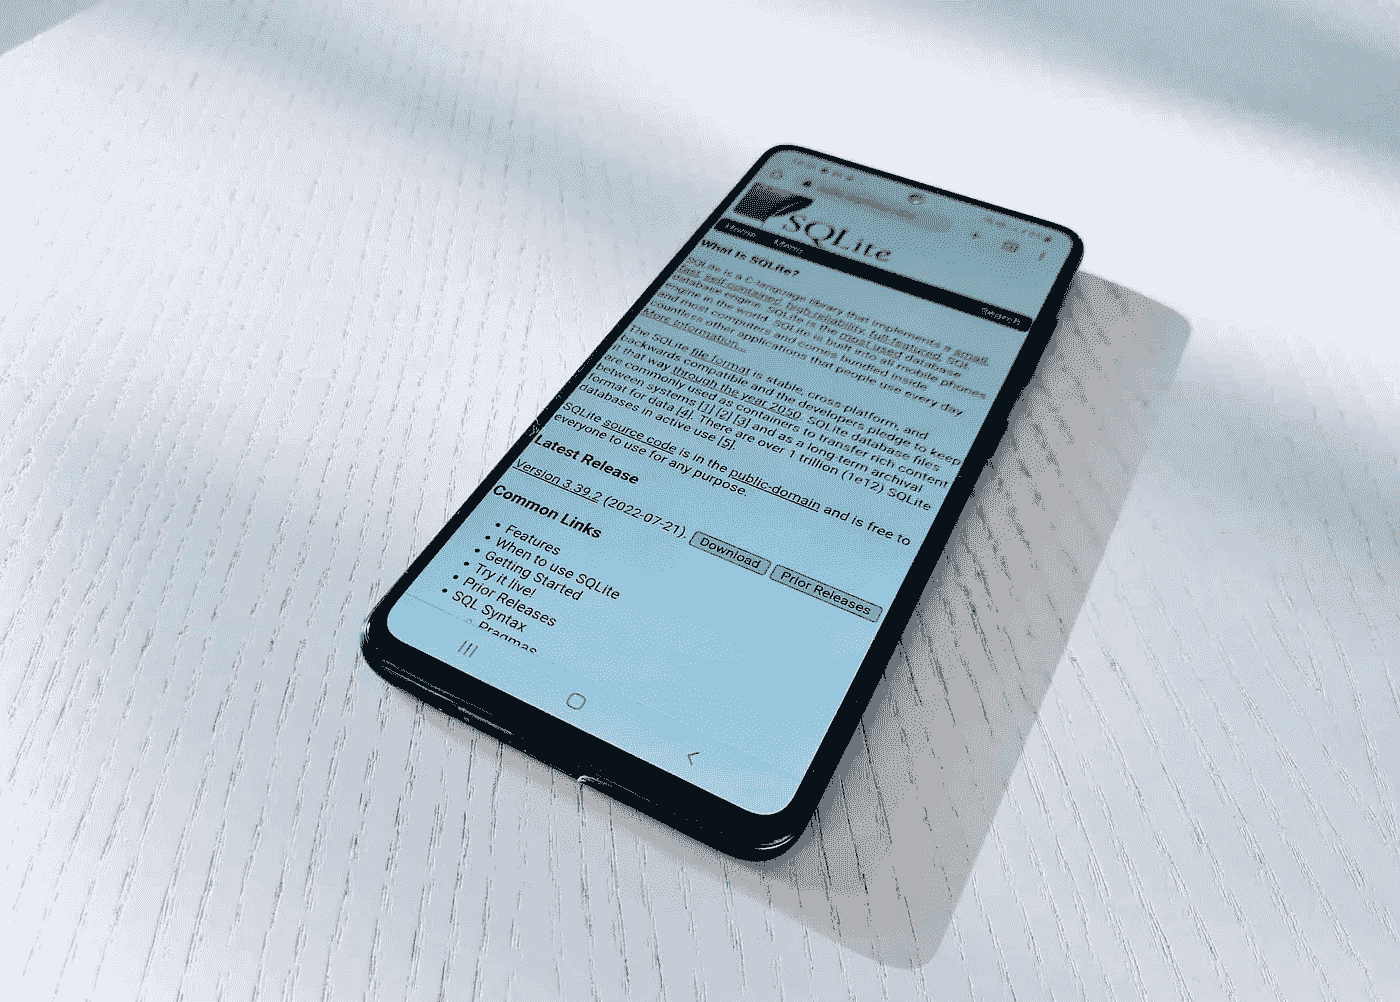 SQLite
Home Menu Search
What Is SQLite?
SQLite is a C-language library that implements a small,
fast, self-contained, high-reliability, full-featured, SQL
database engine. SQLite is the most used database
engine in the world. SQLite is built into all mobile phones
and most computers and comes bundled inside
countless other applications that people use every day.
More Information...
The SQLite file format is stable, cross-platform, and
backwards compatible and the developers pledge to keep
it that way through the year 2050. SQLite database files
are commonly used as containers to transfer rich content
between systems [1] [2] [3] and as a long-term archival
format for data [4]. There are over 1 trillion (1e12) SQLite
databases in active use [5].
SQLite source code is in the public-domain and is free to
everyone to use for any purpose.
Latest Release
Version 3.39.2 (2022-07-21). Download Prior Releases
Common Links
• Features
• When to use SQLite
• Getting Started
• Try it live!
• Prior Releases
• SQL Syntax
○ Pragmas